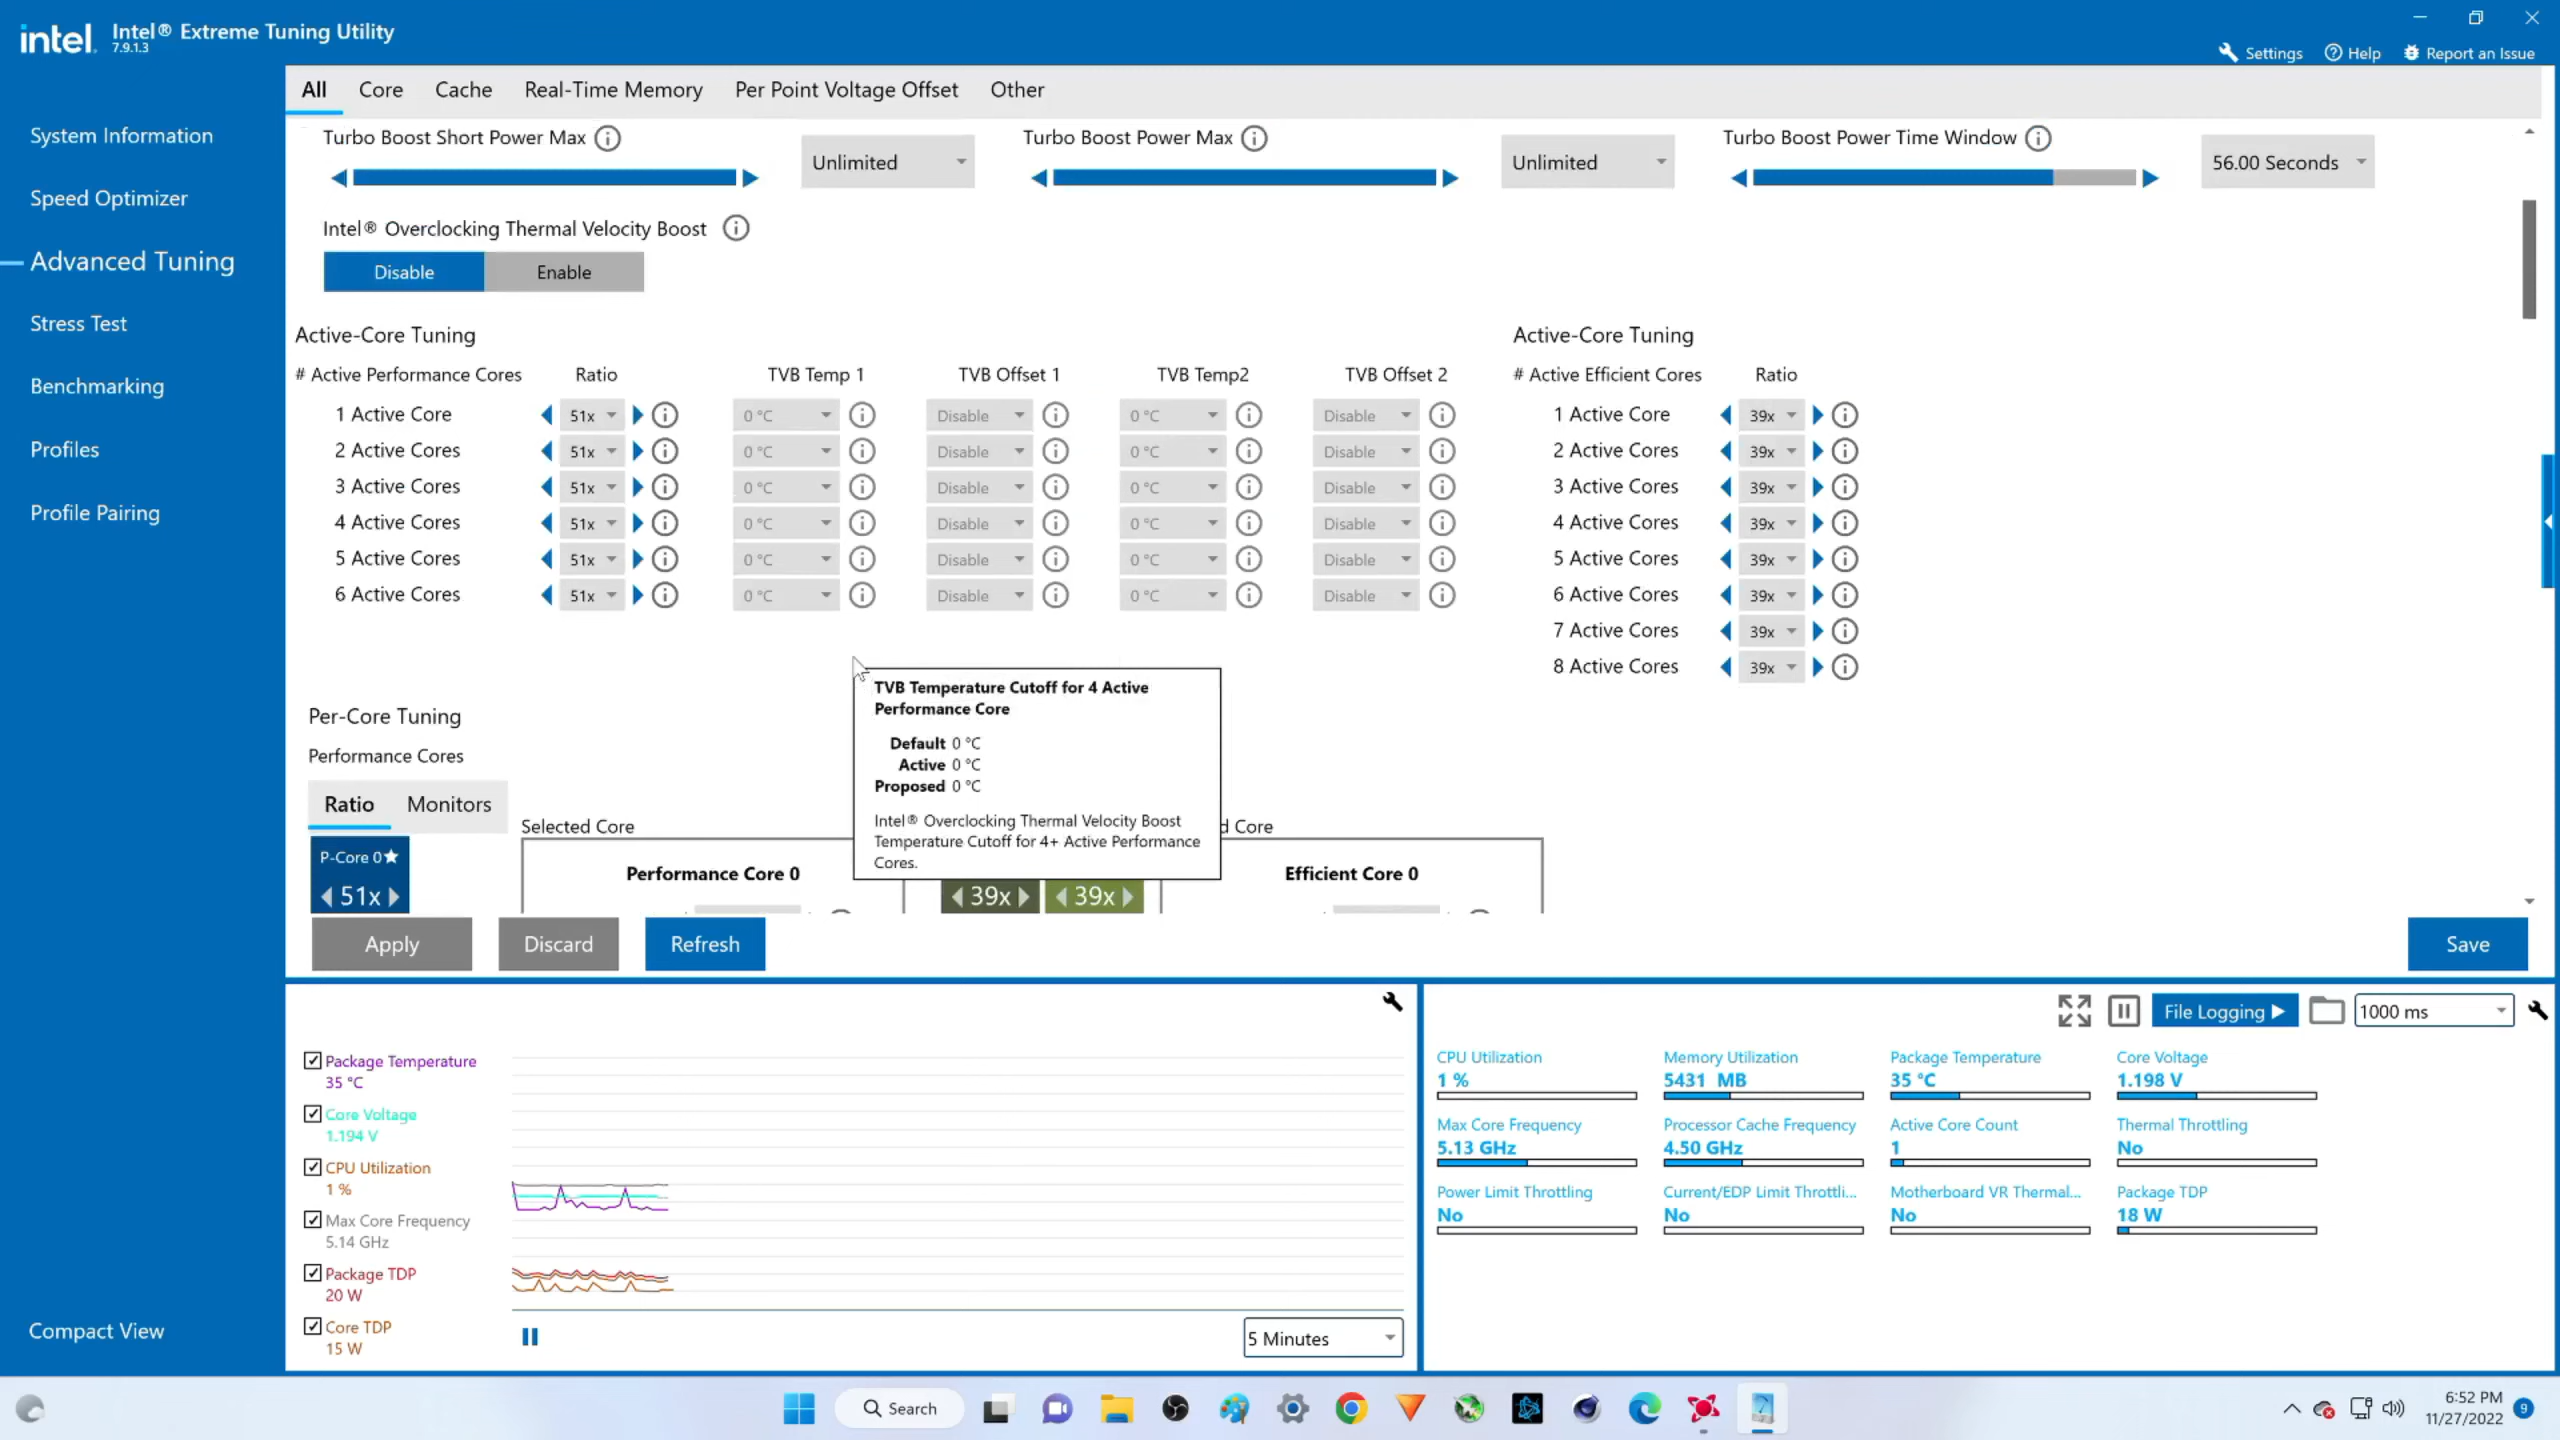 intel. Intel® Extreme Tuning Utility
7.9.1.3
Settings Help Report an Issue
System Information
Speed Optimizer
Advanced Tuning
Stress Test
Benchmarking
Profiles
Profile Pairing
Compact View
All Core Cache Real-Time Memory Per Point Voltage Offset Other
Turbo Boost Short Power Max Unlimited Turbo Boost Power Max Unlimited Turbo Boost Power Time Window 56.00 Seconds
Intel® Overclocking Thermal Velocity Boost
Disable Enable
Active-Core Tuning
# Active Performance Cores Ratio TVB Temp 1 TVB Offset 1 TVB Temp2 TVB Offset 2
1 Active Core 51x 0 °C Disable 0 °C Disable
2 Active Cores 51x 0 °C Disable 0 °C Disable
3 Active Cores 51x 0 °C Disable 0 °C Disable
4 Active Cores 51x 0 °C Disable 0 °C Disable
5 Active Cores 51x 0 °C Disable 0 °C Disable
6 Active Cores 51x 0 °C Disable 0 °C Disable
Active-Core Tuning
# Active Efficient Cores Ratio
1 Active Core 39x
2 Active Cores 39x
3 Active Cores 39x
4 Active Cores 39x
5 Active Cores 39x
6 Active Cores 39x
7 Active Cores 39x
8 Active Cores 39x
TVB Temperature Cutoff for 4 Active
Performance Core
Default 0 °C
Active 0 °C
Proposed 0 °C
Intel® Overclocking Thermal Velocity Boost
Temperature Cutoff for 4+ Active Performance
Cores.
Per-Core Tuning
Performance Cores
Ratio Monitors
P-Core 0
51x
Selected Core
Performance Core 0
39x 39x
d Core
Efficient Core 0
Apply Discard Refresh Save
Package Temperature
35 °C
Core Voltage
1.194 V
CPU Utilization
1 %
Max Core Frequency
5.14 GHz
Package TDP
20 W
Core TDP
15 W
5 Minutes
File Logging 1000 ms
CPU Utilization Memory Utilization Package Temperature Core Voltage
1 % 5431 MB 35 °C 1.198 V
Max Core Frequency Processor Cache Frequency Active Core Count Thermal Throttling
5.13 GHz 4.50 GHz 1 No
Power Limit Throttling Current/EDP Limit Throttli... Motherboard VR Thermal... Package TDP
No No No 18 W
Search
6:52 PM
11/27/2022
9